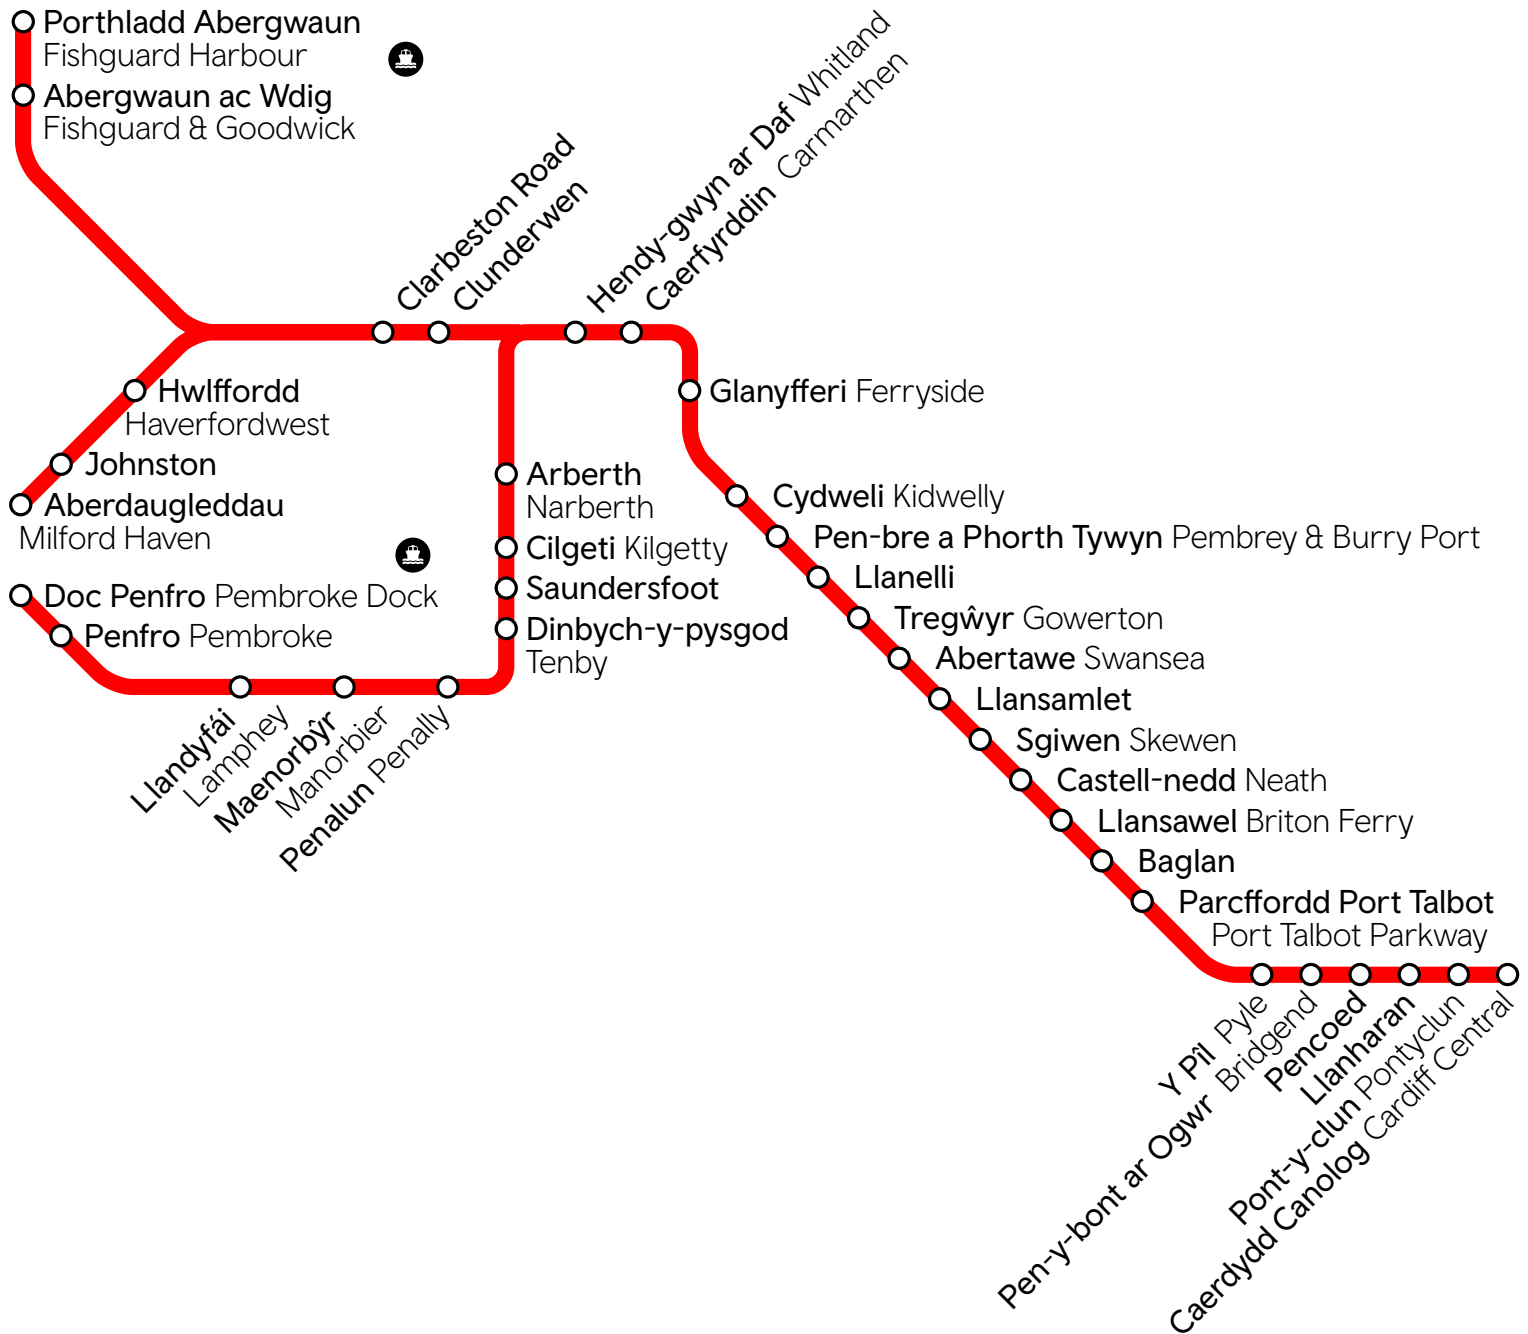 Porthladd Abergwaun
Fishguard Harbour
Abergwaun ac Wdig
Fishguard & Goodwick
Clarbeston Road
Clunderwen
Hendy-gwyn ar Daf Whitland
Caerfyrddin Carmarthen
Hwlffordd
Haverfordwest
Johnston
Aberdaugleddau
Milford Haven
Doc Penfro Pembroke Dock
Penfro Pembroke
Llandyfái
Lamphey
Maenorbŷr
Manorbier
Penalun Penally
Arberth
Narberth
Cilgeti Kilgetty
Saundersfoot
Dinbych-y-pysgod
Tenby
Glanyfferi Ferryside
Cydweli Kidwelly
Pen-bre a Phorth Tywyn Pembrey & Burry Port
Llanelli
Tregŵyr Gowerton
Abertawe Swansea
Llansamlet
Sgiwen Skewen
Castell-nedd Neath
Llansawel Briton Ferry
Baglan
Parcffordd Port Talbot
Port Talbot Parkway
Y Pîl Pyle
Pen-y-bont ar Ogwr Bridgend
Pencoed
Llanharan
Pont-y-clun Pontyclun
Caerdydd Canolog Cardiff Central